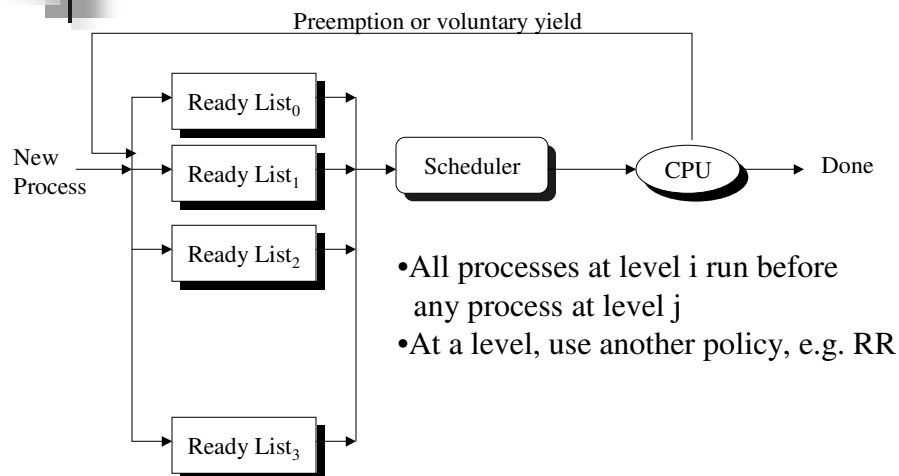 Preemption or voluntary yield
Ready List₀
New
Process
Ready List₁
Scheduler
CPU
Done
Ready List₂
•All processes at level i run before
any process at level j
•At a level, use another policy, e.g. RR
Ready List₃